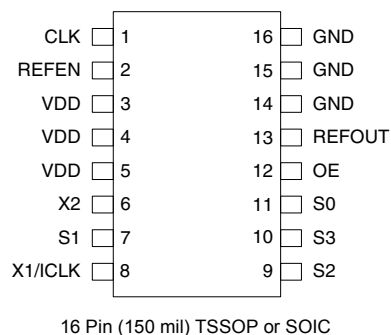 CLK 1 16 GND
REFEN 2 15 GND
VDD 3 14 GND
VDD 4 13 REFOUT
VDD 5 12 OE
X2 6 11 S0
S1 7 10 S3
X1/ICLK 8 9 S2
16 Pin (150 mil) TSSOP or SOIC